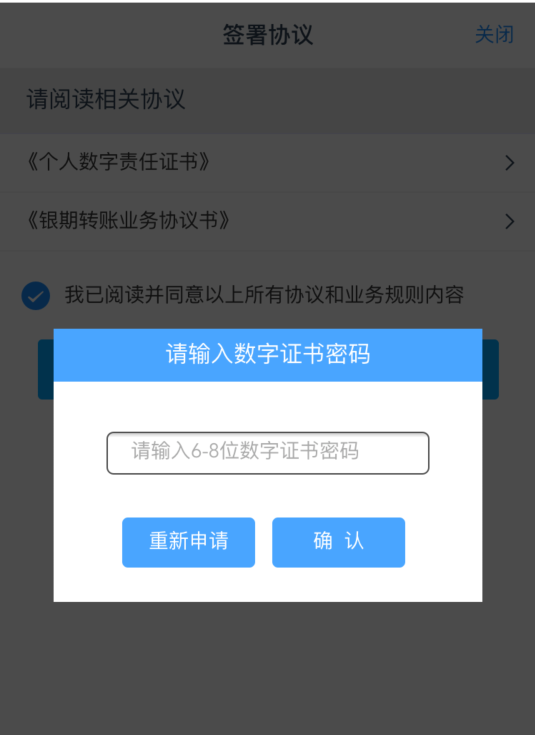 签署协议 关闭
请阅读相关协议
《个人数字责任证书》
《银期转账业务协议书》
我已阅读并同意以上所有协议和业务规则内容
请输入数字证书密码
请输入6-8位数字证书密码
重新申请 确 认